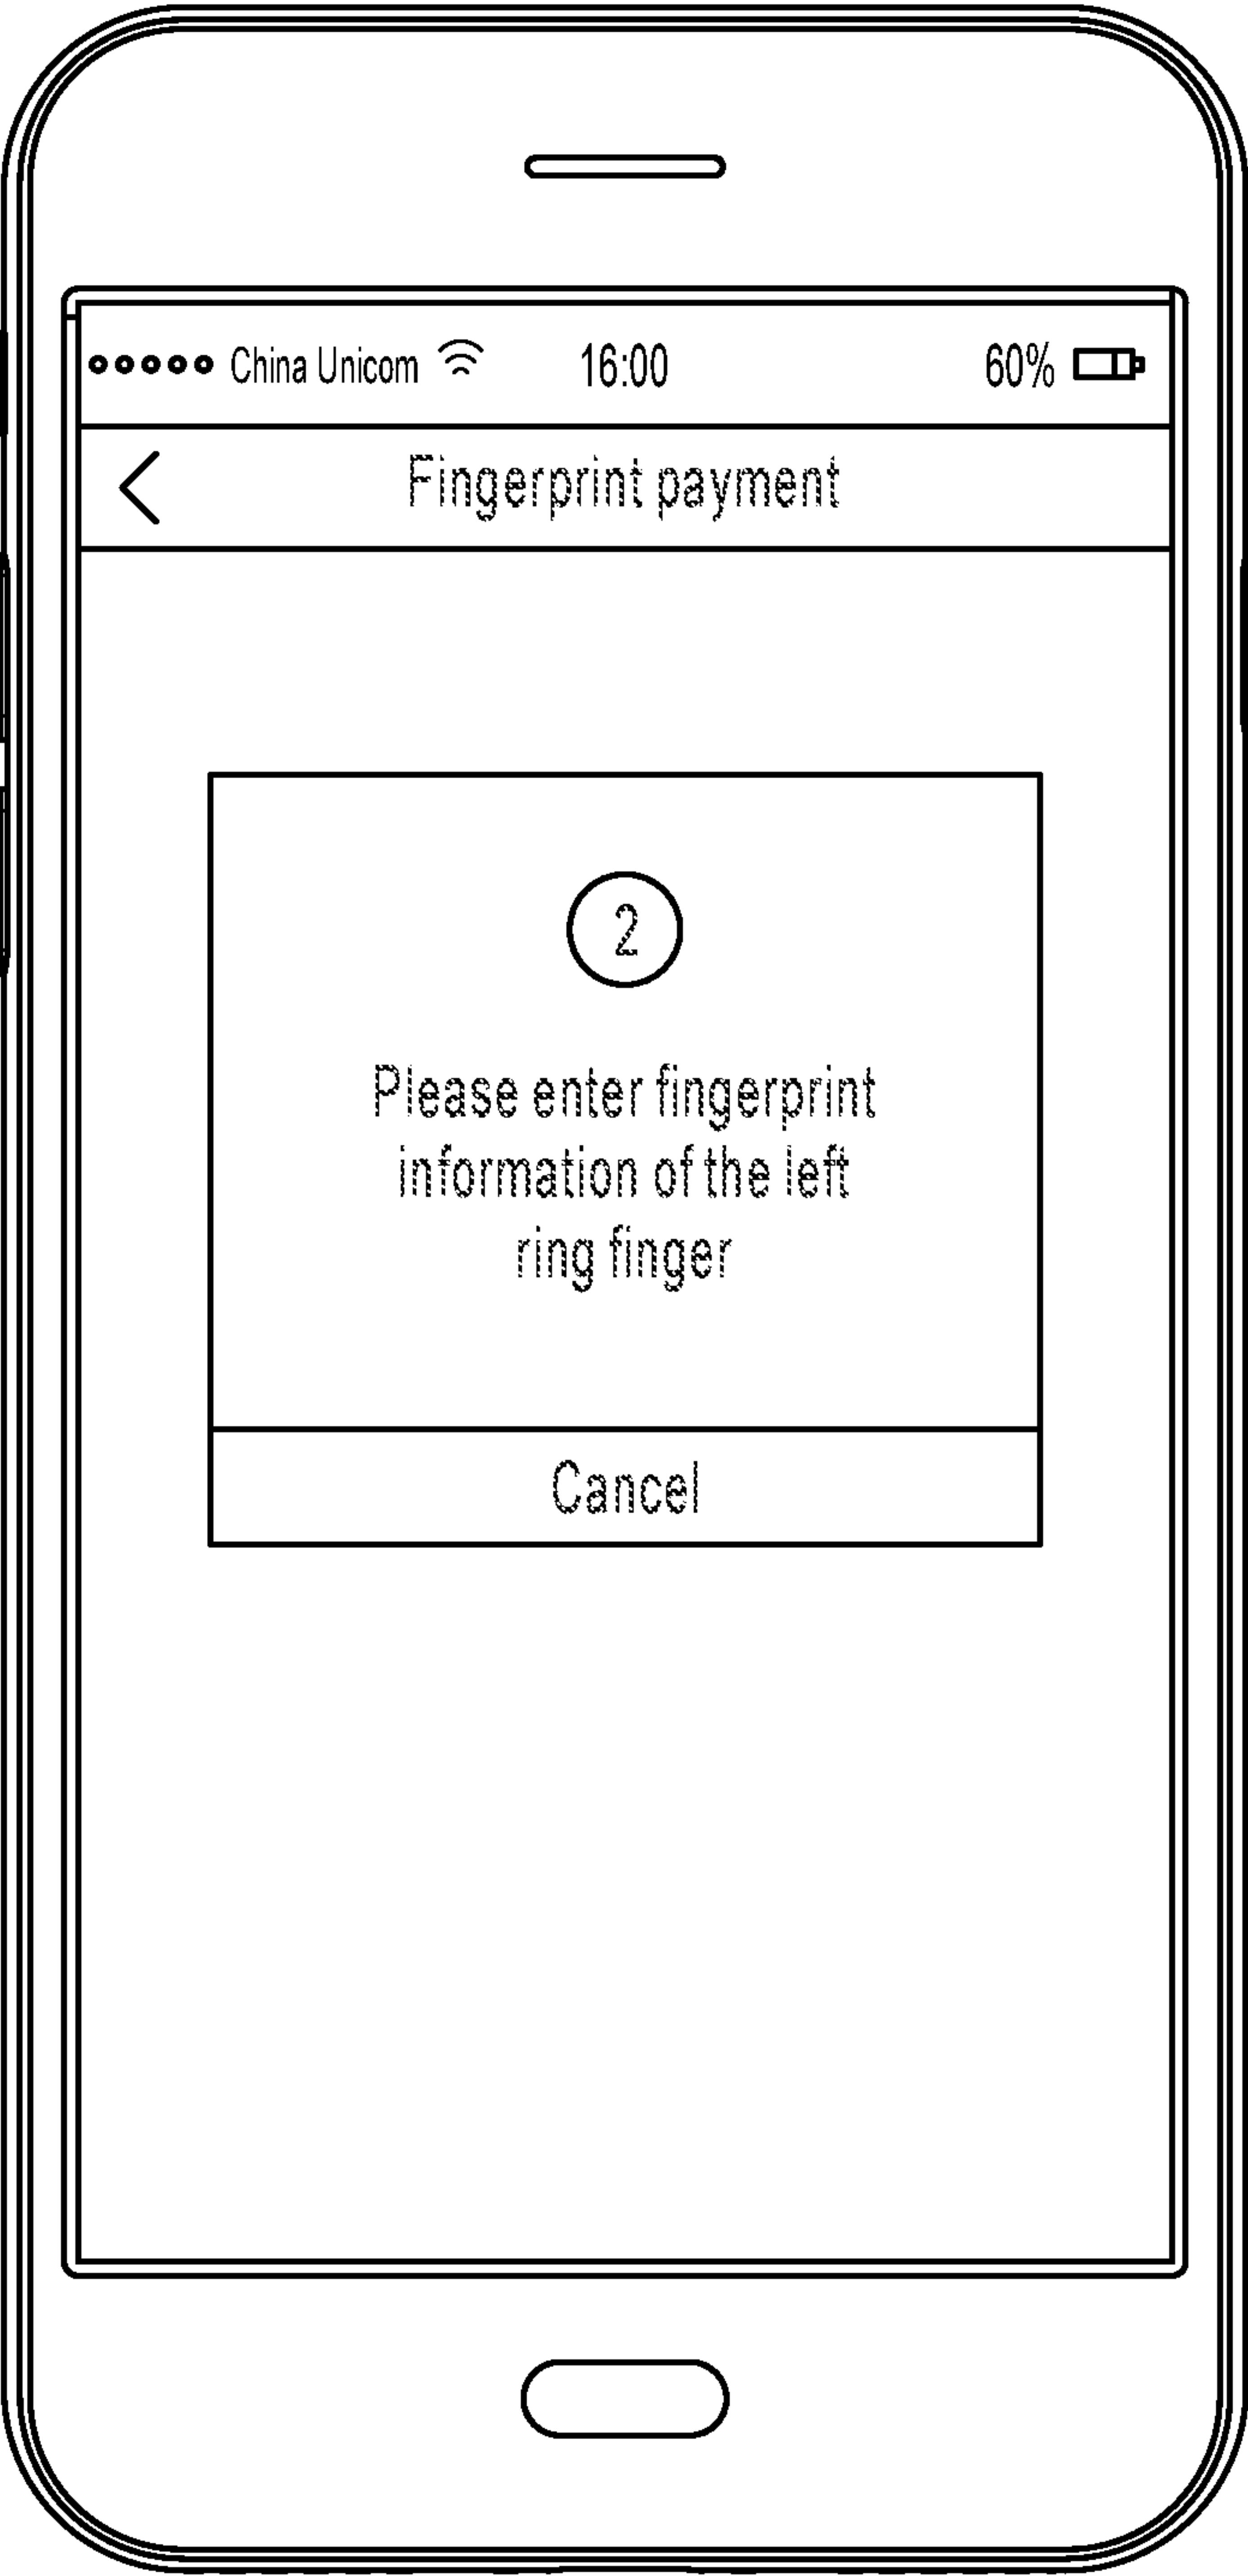 China Unicom 16:00 60%
Fingerprint payment
2
Please enter fingerprint
information of the left
ring finger
Cancel